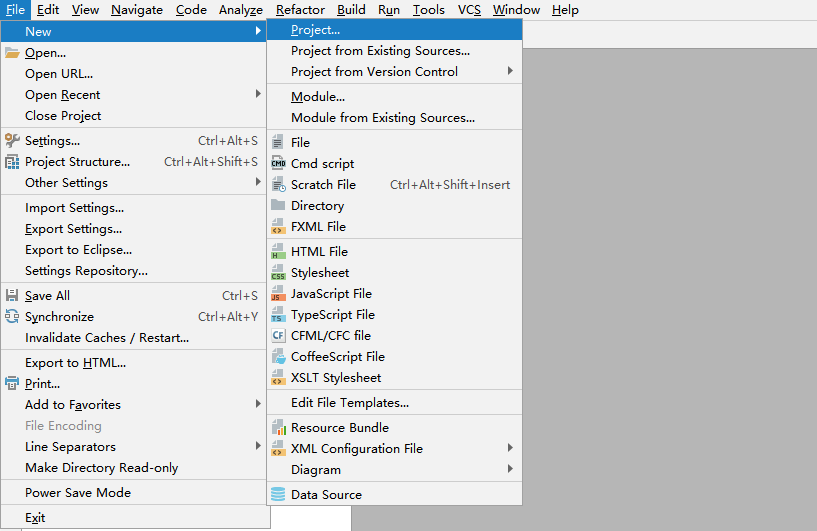 File Edit View Navigate Code Analyze Refactor Build Run Tools VCS Window Help
New
Open...
Open URL...
Open Recent
Close Project
Settings... Ctrl+Alt+S
Project Structure... Ctrl+Alt+Shift+S
Other Settings
Import Settings...
Export Settings...
Export to Eclipse...
Settings Repository...
Save All Ctrl+S
Synchronize Ctrl+Alt+Y
Invalidate Caches / Restart...
Export to HTML...
Print...
Add to Favorites
File Encoding
Line Separators
Make Directory Read-only
Power Save Mode
Exit
Project...
Project from Existing Sources...
Project from Version Control
Module...
Module from Existing Sources...
File
CMD Cmd script
Scratch File Ctrl+Alt+Shift+Insert
Directory
FXML File
H HTML File
CSS Stylesheet
JS JavaScript File
TS TypeScript File
CF CFML/CFC file
CoffeeScript File
XSLT Stylesheet
Edit File Templates...
Resource Bundle
XML Configuration File
Diagram
Data Source